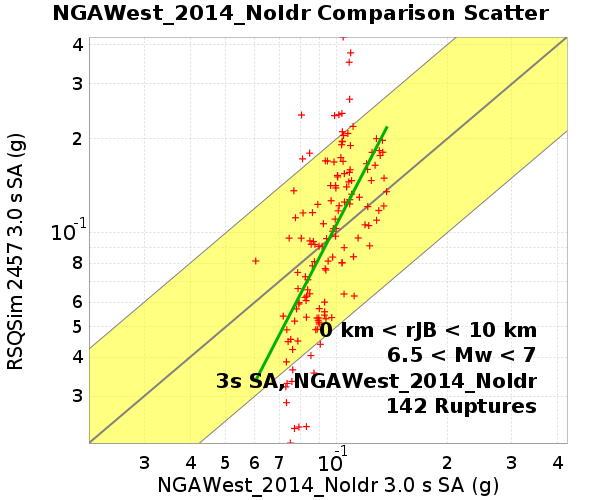 NGAWest_2014_NoIdr Comparison Scatter
4
3
2
10-1
8
6
5
4
3
RSQSim 2457 3.0 s SA (g)
0 km < rJB < 10 km
6.5 < Mw < 7
3s SA, NGAWest_2014_NoIdr
142 Ruptures
3 4 5 6 7 10-1 2 3 4
NGAWest_2014_NoIdr 3.0 s SA (g)